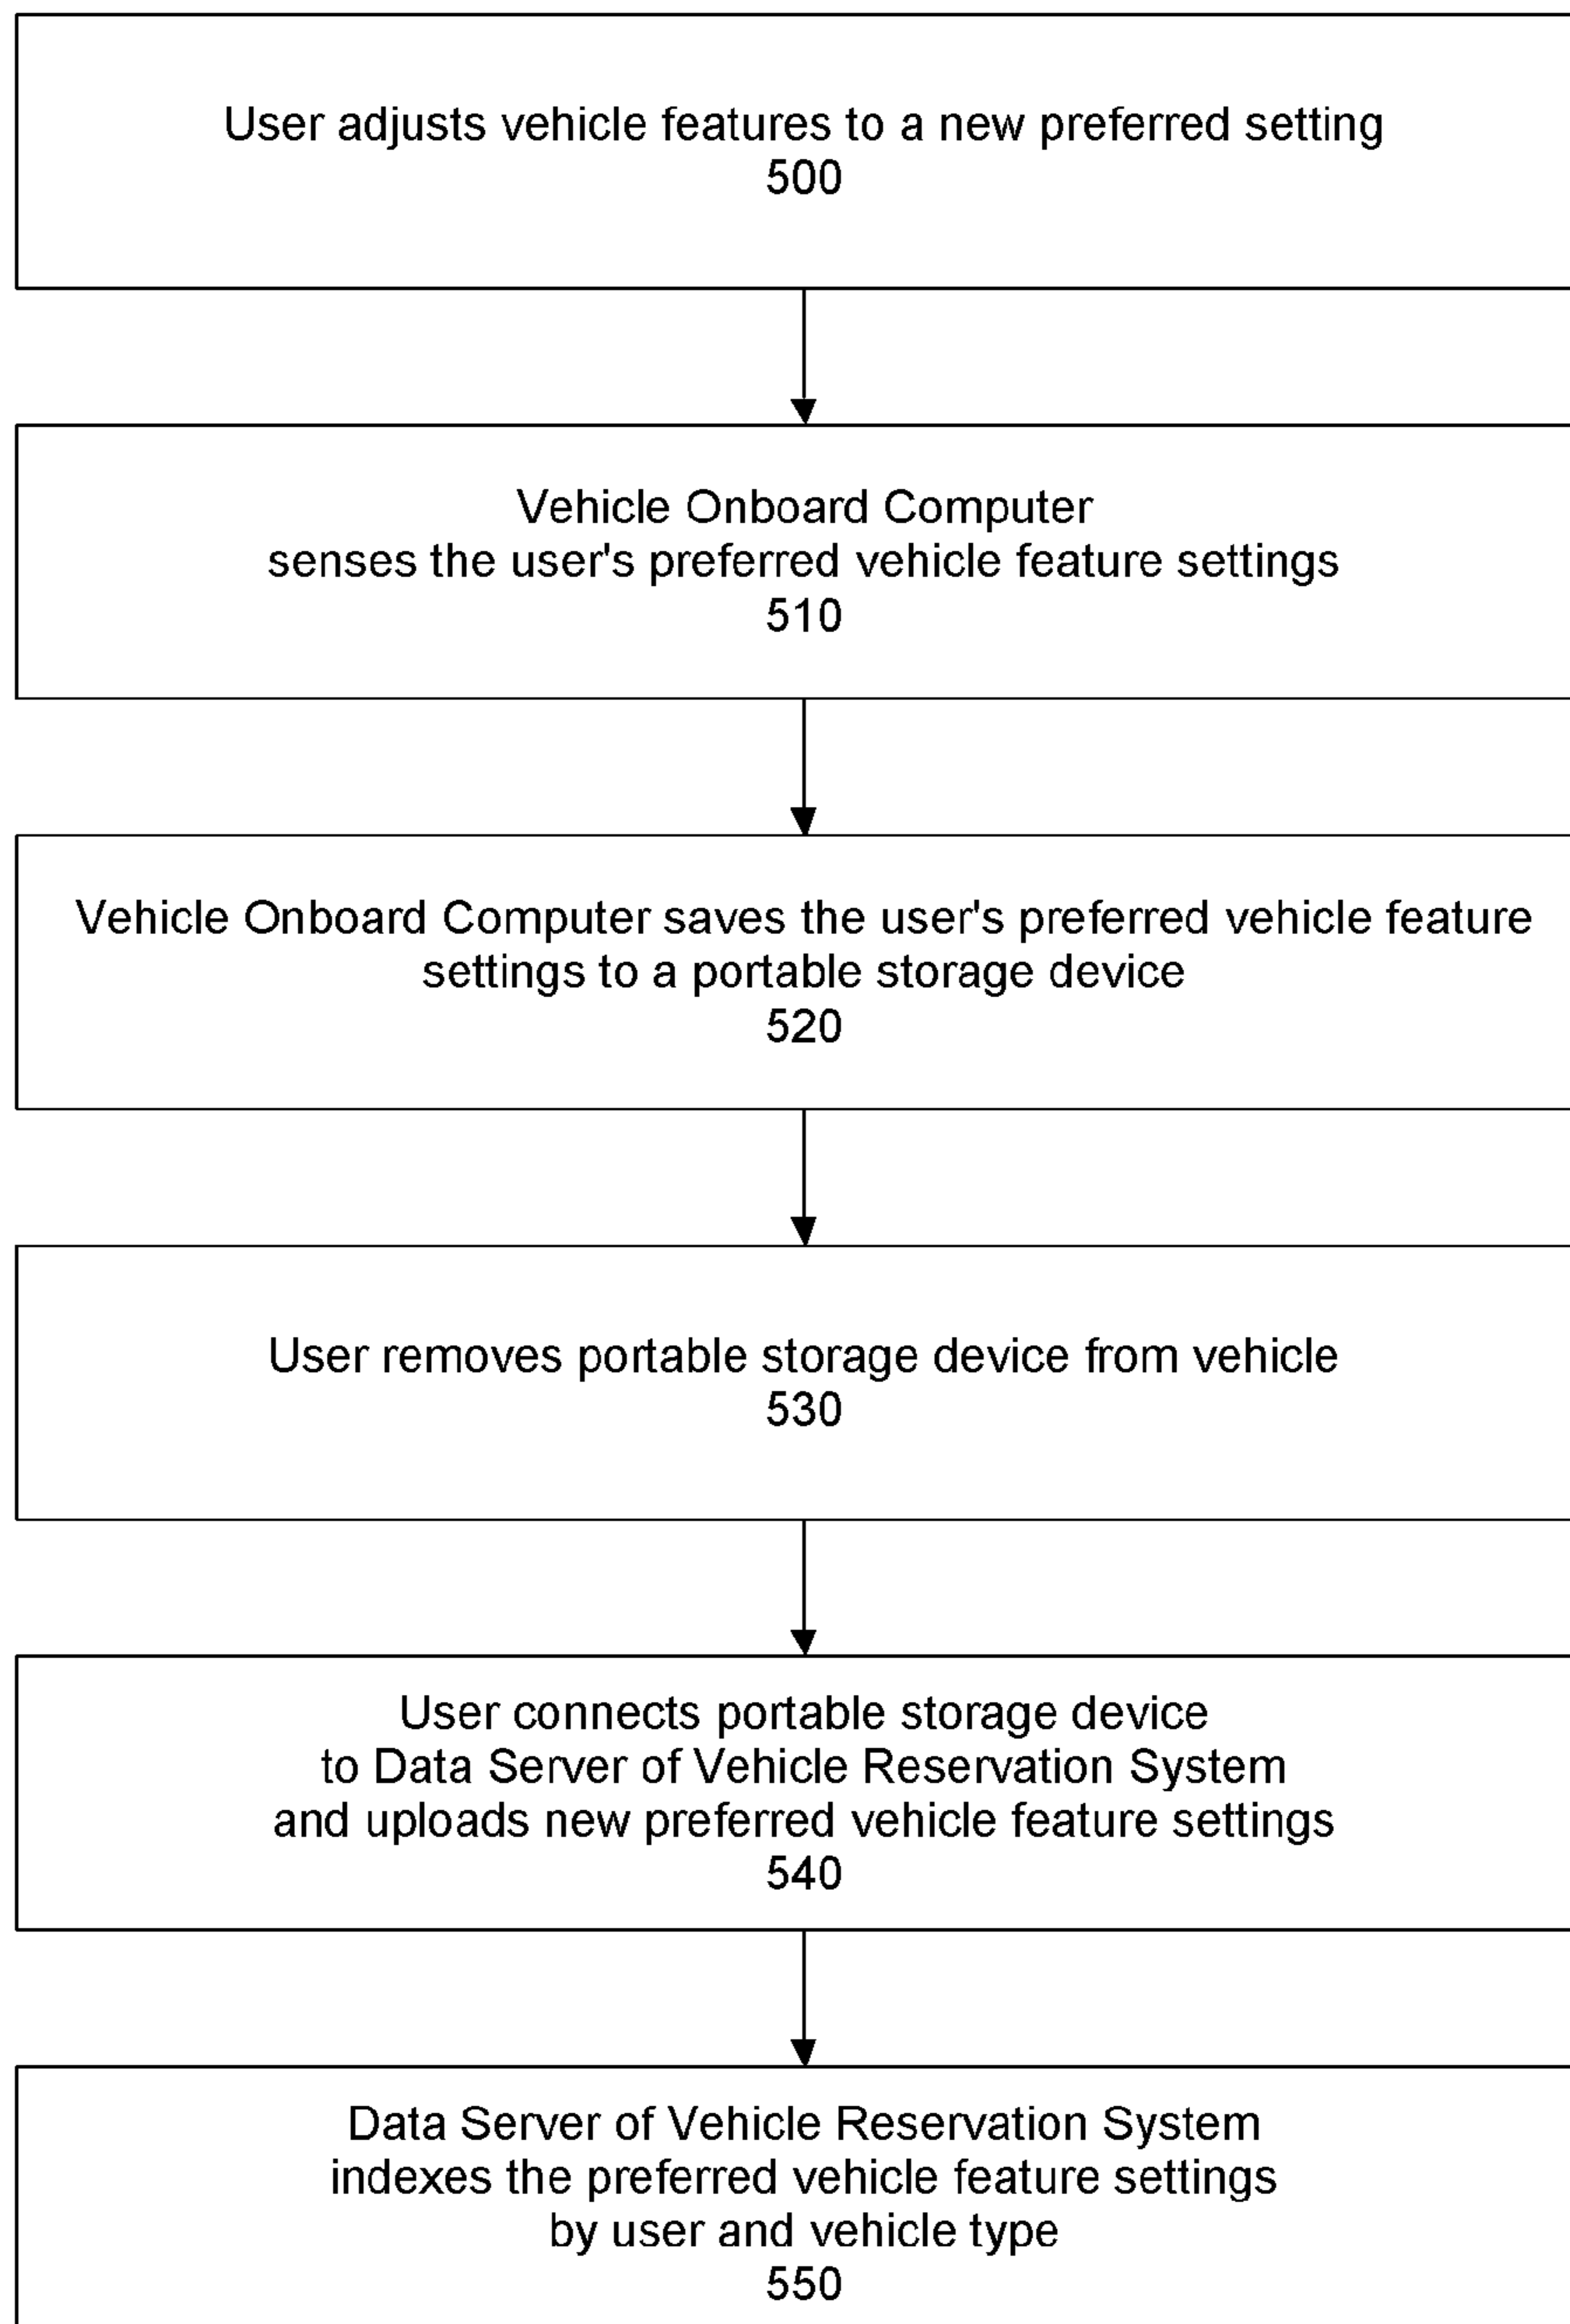 User adjusts vehicle features to a new preferred setting
500
Vehicle Onboard Computer
senses the user's preferred vehicle feature settings
510
Vehicle Onboard Computer saves the user's preferred vehicle feature
settings to a portable storage device
520
User removes portable storage device from vehicle
530
User connects portable storage device
to Data Server of Vehicle Reservation System
and uploads new preferred vehicle feature settings
540
Data Server of Vehicle Reservation System
indexes the preferred vehicle feature settings
by user and vehicle type
550